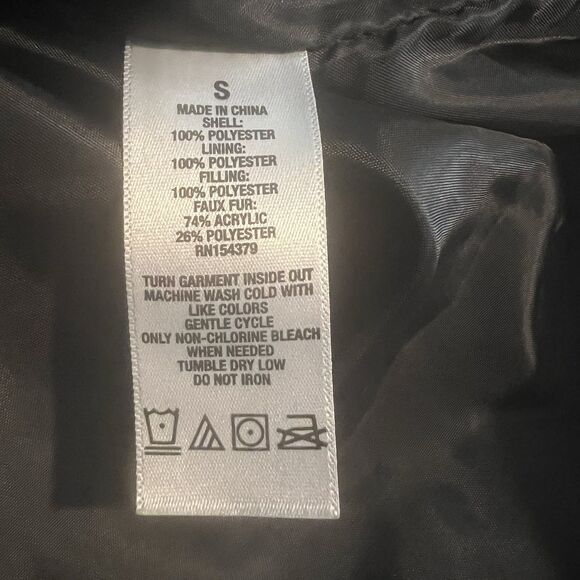 S
MADE IN CHINA
SHELL:
100% POLYESTER
LINING:
100% POLYESTER
FILLING:
100% POLYESTER
FAUX FUR:
74% ACRYLIC
26% POLYESTER
RN154379
TURN GARMENT INSIDE OUT
MACHINE WASH COLD WITH
LIKE COLORS
GENTLE CYCLE
ONLY NON-CHLORINE BLEACH
WHEN NEEDED
TUMBLE DRY LOW
DO NOT IRON